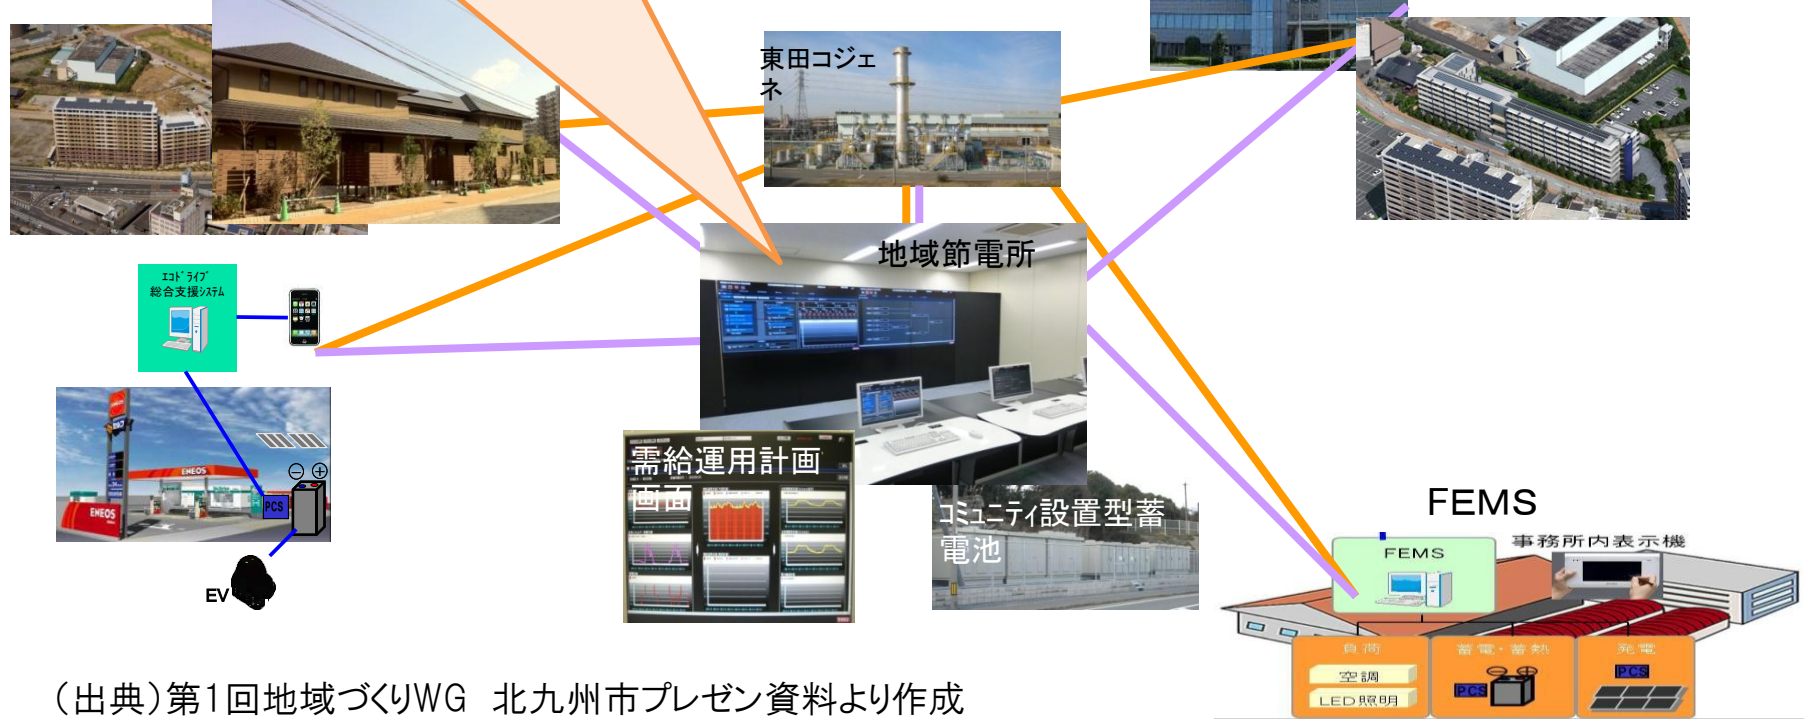 東田コジェ
ネ
地域節電所
ｴｺﾄﾞﾗｲﾌﾞ
総合支援ｼｽﾃﾑ
ENEOS
ENEOS
PCS
EV
需給運用計画
画面
コミュニティ設置型蓄
電池
FEMS
FEMS
事務所内表示機
負荷
蓄電・蓄熱
発電
空調
LED照明
PCS
PCS
（出典）第1回地域づくりWG　北九州市プレゼン資料より作成